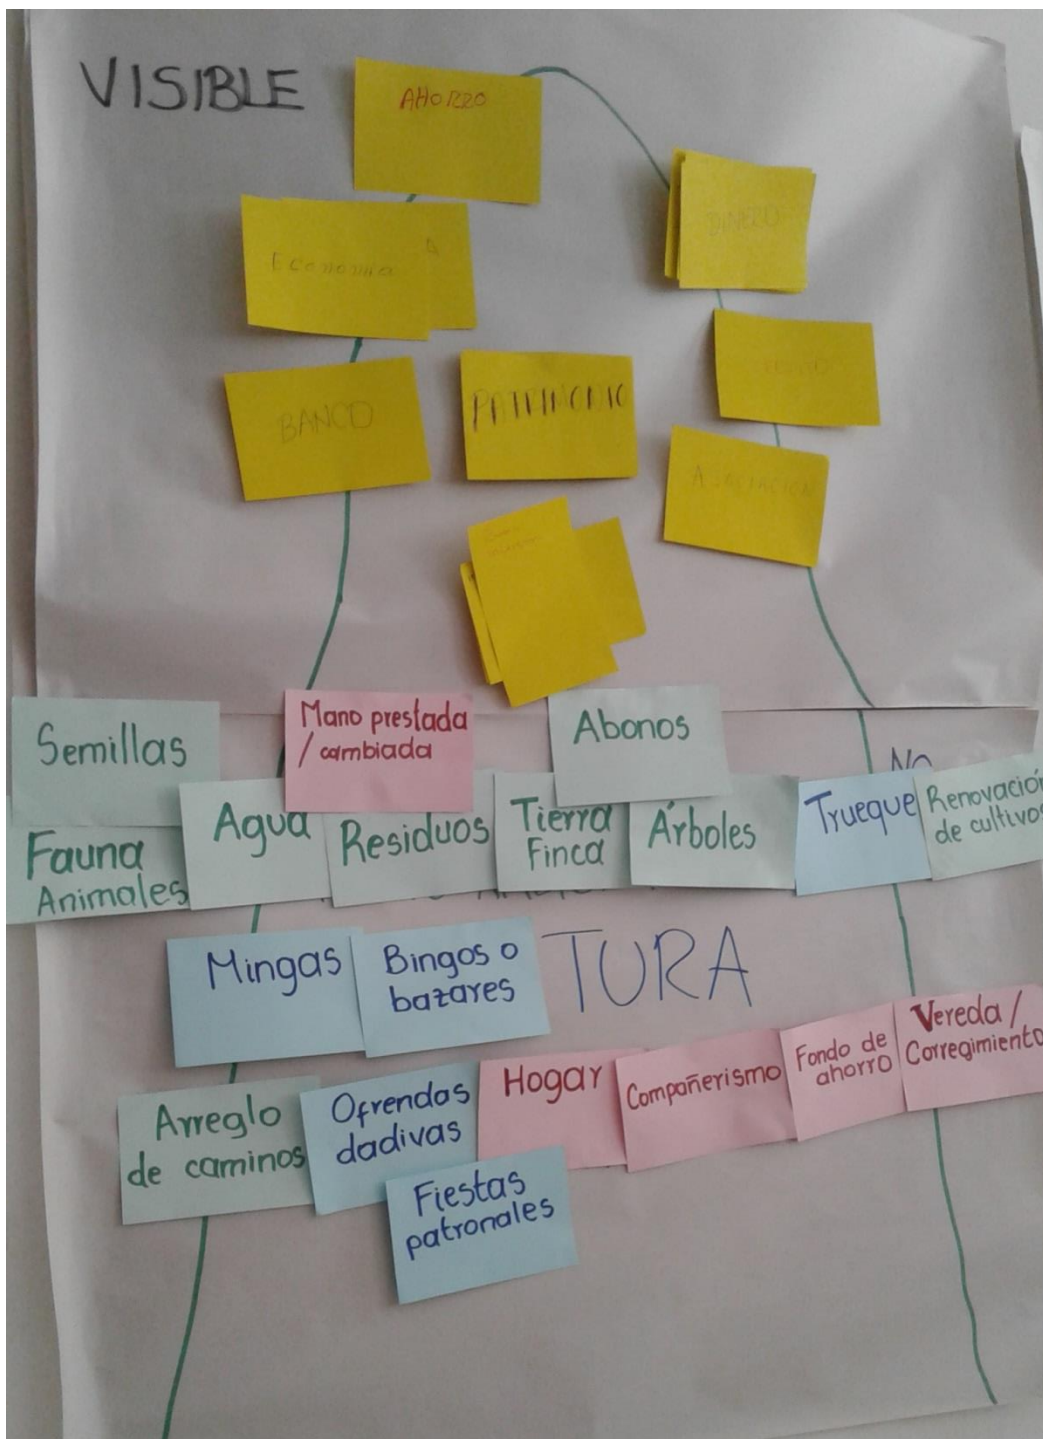 VISIBLE
AHORRO
DINERO
Economia
BANCO
PATRIMONIO
ASOCIACION
Semillas
Mano prestada
/ cambiada
Abonos
No
Fauna
Animales
Agua
Residuos
Tierra
Finca
Árboles
Trueque
Renovación
de cultivos
Mingas
Bingos o
bazares
TURA
Arreglo
de caminos
Ofrendas
dadivas
Hogar
Compañerismo
Fondo de
ahorro
Vereda /
Corregimiento
Fiestas
patronales